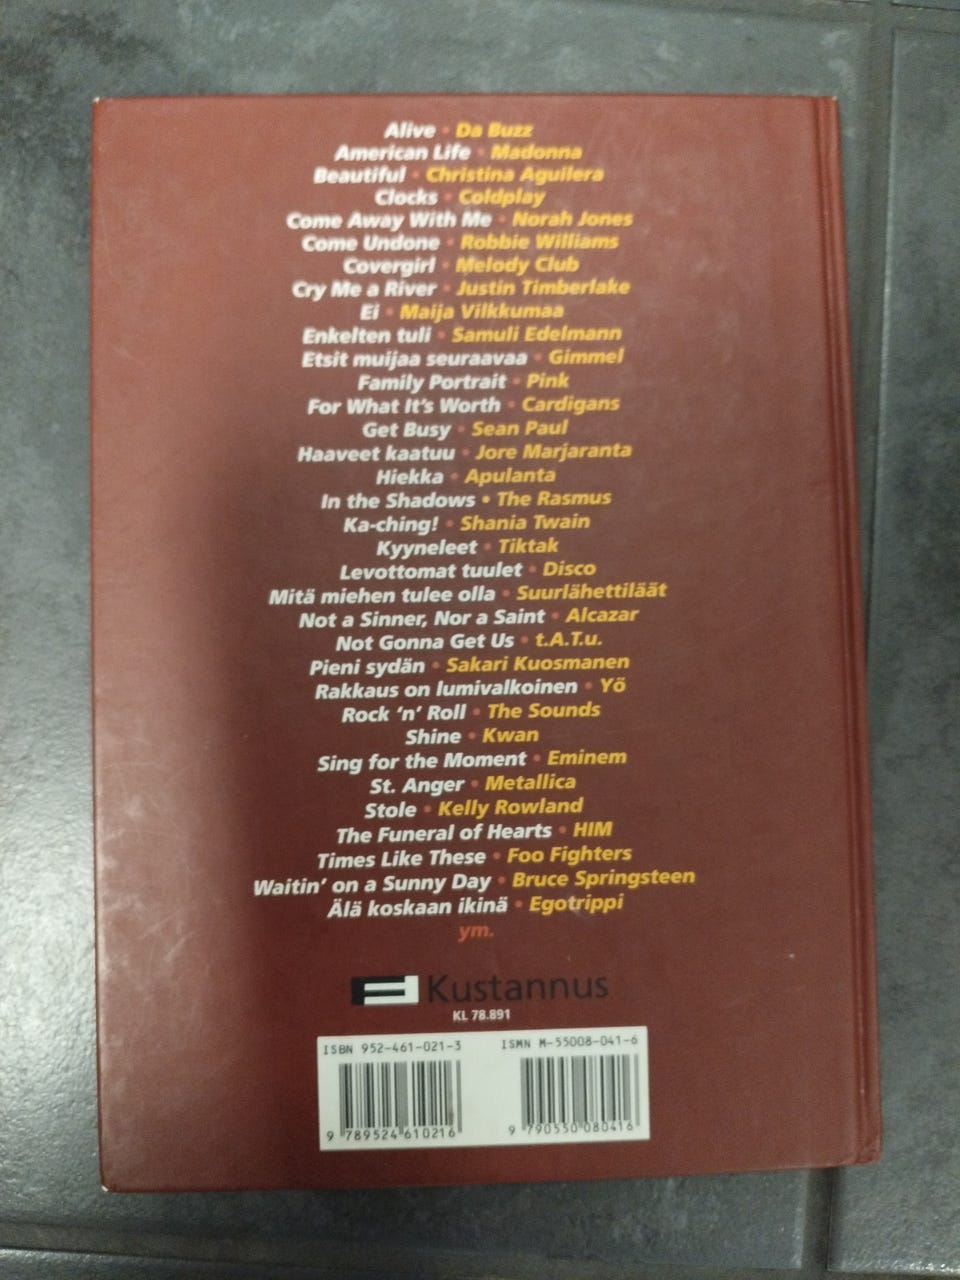 Alive • Da Buzz
American Life • Madonna
Beautiful • Christina Aguilera
Clocks • Coldplay
Come Away With Me • Norah Jones
Come Undone • Robbie Williams
Covergirl • Melody Club
Cry Me a River • Justin Timberlake
Ei • Maija Vilkkumaa
Enkelten tuli • Samuli Edelmann
Etsit muijaa seuraavaa • Gimmel
Family Portrait • Pink
For What It's Worth • Cardigans
Get Busy • Sean Paul
Haaveet kaatuu • Jore Marjaranta
Hiekka • Apulanta
In the Shadows • The Rasmus
Ka-ching! • Shania Twain
Kyyneleet • Tiktak
Levottomat tuulet • Disco
Mitä miehen tulee olla • Suurlähettiläät
Not a Sinner, Nor a Saint • Alcazar
Not Gonna Get Us • t.A.T.u.
Pieni sydän • Sakari Kuosmanen
Rakkaus on lumivalkoinen • Yö
Rock 'n' Roll • The Sounds
Shine • Kwan
Sing for the Moment • Eminem
St. Anger • Metallica
Stole • Kelly Rowland
The Funeral of Hearts • HIM
Times Like These • Foo Fighters
Waitin' on a Sunny Day • Bruce Springsteen
Älä koskaan ikinä • Egotrippi
ym.
F Kustannus
KL 78.891
ISBN 952-461-021-3 ISMN M-55008-041-6
9 789524 610216 9 790550 080416